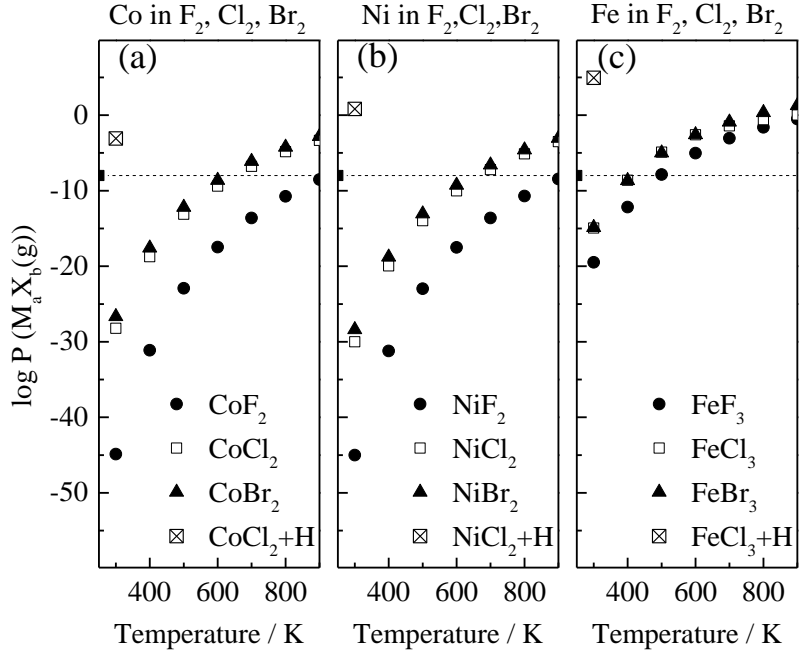 Co in F₂, Cl₂, Br₂
Ni in F₂,Cl₂,Br₂
Fe in F₂, Cl₂, Br₂
(a)
(b)
(c)
log P (MₐX_b(g))
0
-10
-20
-30
-40
-50
CoF₂
CoCl₂
CoBr₂
CoCl₂+H
NiF₂
NiCl₂
NiBr₂
NiCl₂+H
FeF₃
FeCl₃
FeBr₃
FeCl₃+H
400 600 800
400 600 800
400 600 800
Temperature / K
Temperature / K
Temperature / K